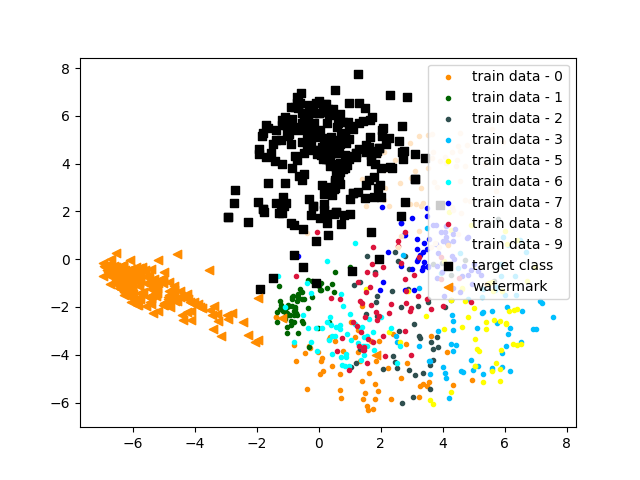 8
6
4
2
0
−2
−4
−6
−6
−4
−2
0
2
4
6
8
train data - 0
train data - 1
train data - 2
train data - 3
train data - 5
train data - 6
train data - 7
train data - 8
train data - 9
target class
watermark